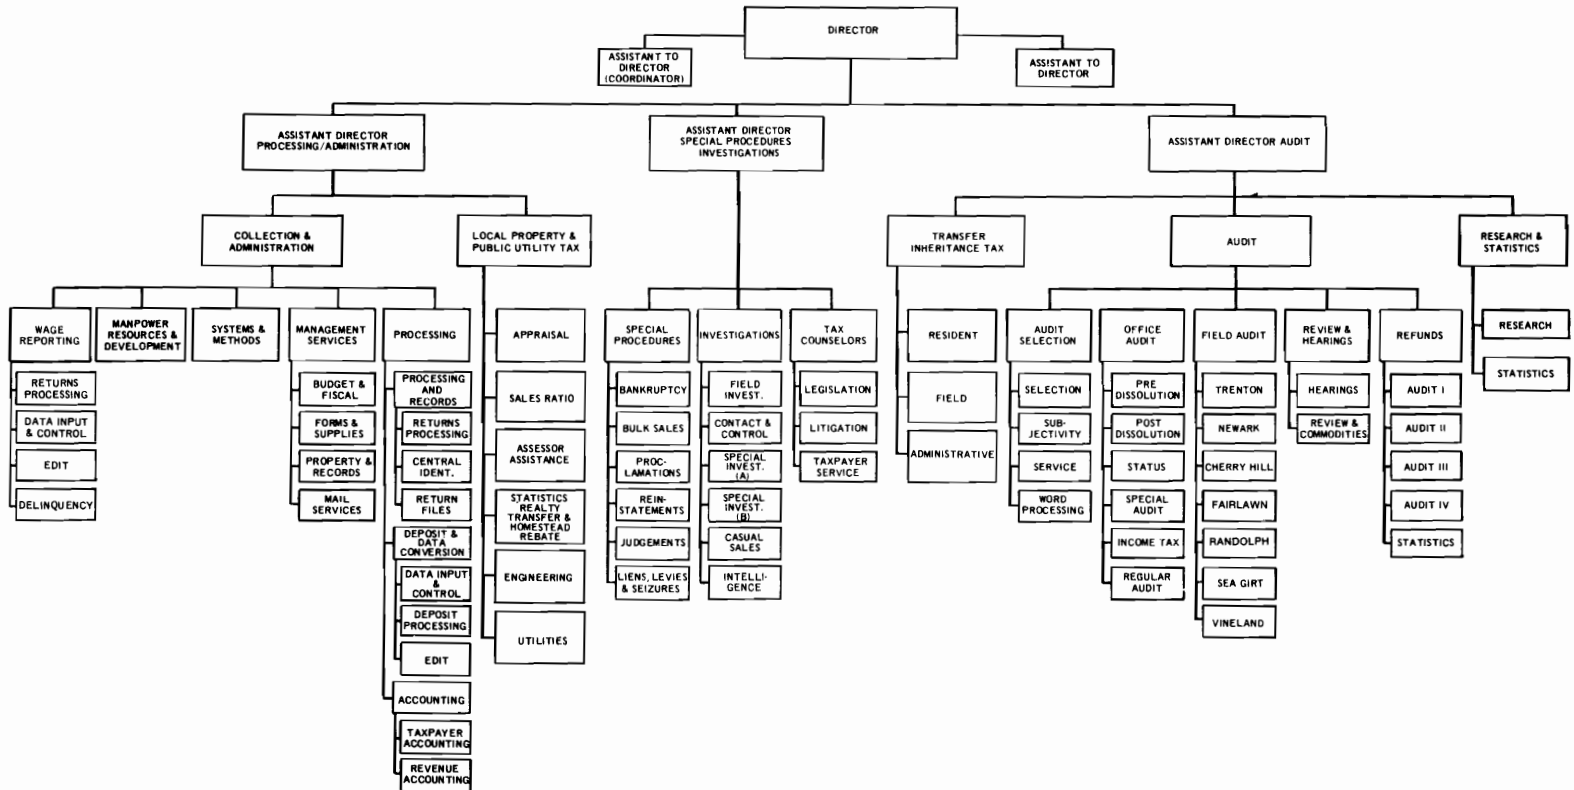 DIRECTOR
ASSISTANT TO
DIRECTOR
(COORDINATOR)
ASSISTANT TO
DIRECTOR
ASSISTANT DIRECTOR
PROCESSING/ADMINISTRATION
ASSISTANT DIRECTOR
SPECIAL PROCEDURES
INVESTIGATIONS
ASSISTANT DIRECTOR AUDIT
COLLECTION &
ADMINISTRATION
LOCAL PROPERTY &
PUBLIC UTILITY TAX
TRANSFER
INHERITANCE TAX
AUDIT
RESEARCH &
STATISTICS
WAGE
REPORTING
MANPOWER
RESOURCES &
DEVELOPMENT
SYSTEMS &
METHODS
MANAGEMENT
SERVICES
PROCESSING
RETURNS
PROCESSING
DATA INPUT
& CONTROL
EDIT
DELINQUENCY
BUDGET &
FISCAL
FORMS &
SUPPLIES
PROPERTY &
RECORDS
MAIL
SERVICES
PROCESSING
AND
RECORDS
RETURNS
PROCESSING
CENTRAL
IDENT.
RETURN
FILES
DEPOSIT &
DATA
CONVERSION
DATA INPUT
&
CONTROL
DEPOSIT
PROCESSING
EDIT
ACCOUNTING
TAXPAYER
ACCOUNTING
REVENUE
ACCOUNTING
APPRAISAL
SALES RATIO
ASSESSOR
ASSISTANCE
STATISTICS
REALTY
TRANSFER &
HOMESTEAD
REBATE
ENGINEERING
UTILITIES
SPECIAL
PROCEDURES
BANKRUPTCY
BULK SALES
PROC-
LAMATIONS
REIN-
STATEMENTS
JUDGEMENTS
LIENS, LEVIES
& SEIZURES
INVESTIGATIONS
FIELD
INVEST.
CONTACT &
CONTROL
SPECIAL
INVEST.
(A)
SPECIAL
INVEST.
(B)
CASUAL
SALES
INTELLI-
GENCE
TAX
COUNSELORS
LEGISLATION
LITIGATION
TAXPAYER
SERVICE
RESIDENT
FIELD
ADMINISTRATIVE
AUDIT
SELECTION
SELECTION
SUB-
JECTIVITY
SERVICE
WORD
PROCESSING
OFFICE
AUDIT
PRE
DISSOLUTION
POST
DISSOLUTION
STATUS
SPECIAL
AUDIT
INCOME TAX
REGULAR
AUDIT
FIELD AUDIT
TRENTON
NEWARK
CHERRY HILL
FAIRLAWN
RANDOLPH
SEA GIRT
VINELAND
REVIEW &
HEARINGS
HEARINGS
REVIEW &
COMMODITIES
REFUNDS
AUDIT I
AUDIT II
AUDIT III
AUDIT IV
STATISTICS
RESEARCH
STATISTICS